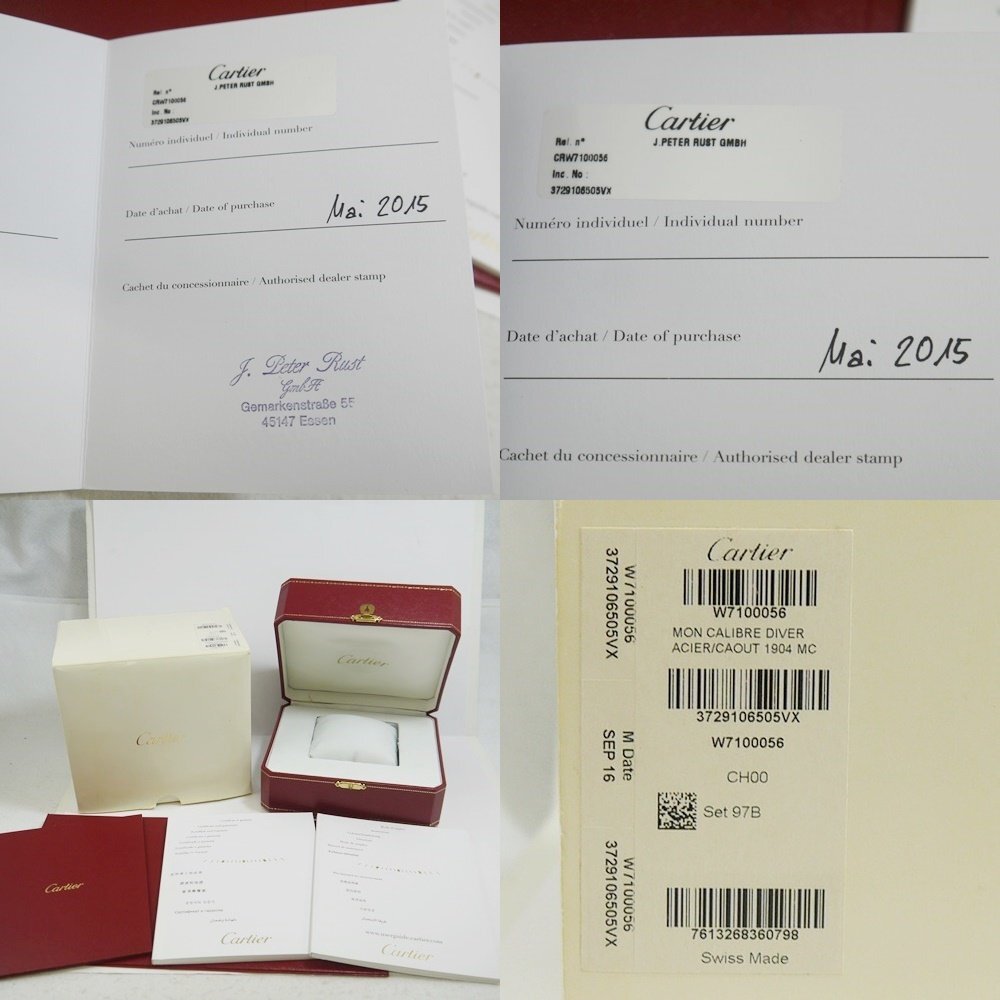 Cartier
J.PETER RUST GMBH
Ref. n°
CRW7100056
Inc. No
3729106505VX
Numéro individuel / Individual number
Date d'achat / Date of purchase
Mai 2015
Cachet du concessionnaire / Authorised dealer stamp
J. Peter Rust
GmbH
Gemarkenstraße 55
45147 Essen
Cartier
J.PETER RUST GMBH
Ref. n°
CRW7100056
Inc. No :
3729106505VX
Numéro individuel / Individual number
Date d'achat / Date of purchase
Mai 2015
Cachet du concessionnaire / Authorised dealer stamp
Cartier
Cartier
Cartier
Cartier
www.userguide.cartier.com
Cartier
Cartier
W7100056
MON CALIBRE DIVER
ACIER/CAOUT 1904 MC
3729106505VX
W7100056
CH00
Set 97B
7613268360798
Swiss Made
W7100056
3729106505VX
M Date
SEP 16
W7100056
3729106505VX